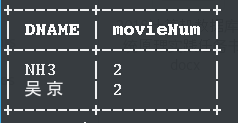 +-------+----------+
| DNAME | movieNum |
+-------+----------+
| NH3   | 2        |
| 吴京  | 2        |
+-------+----------+